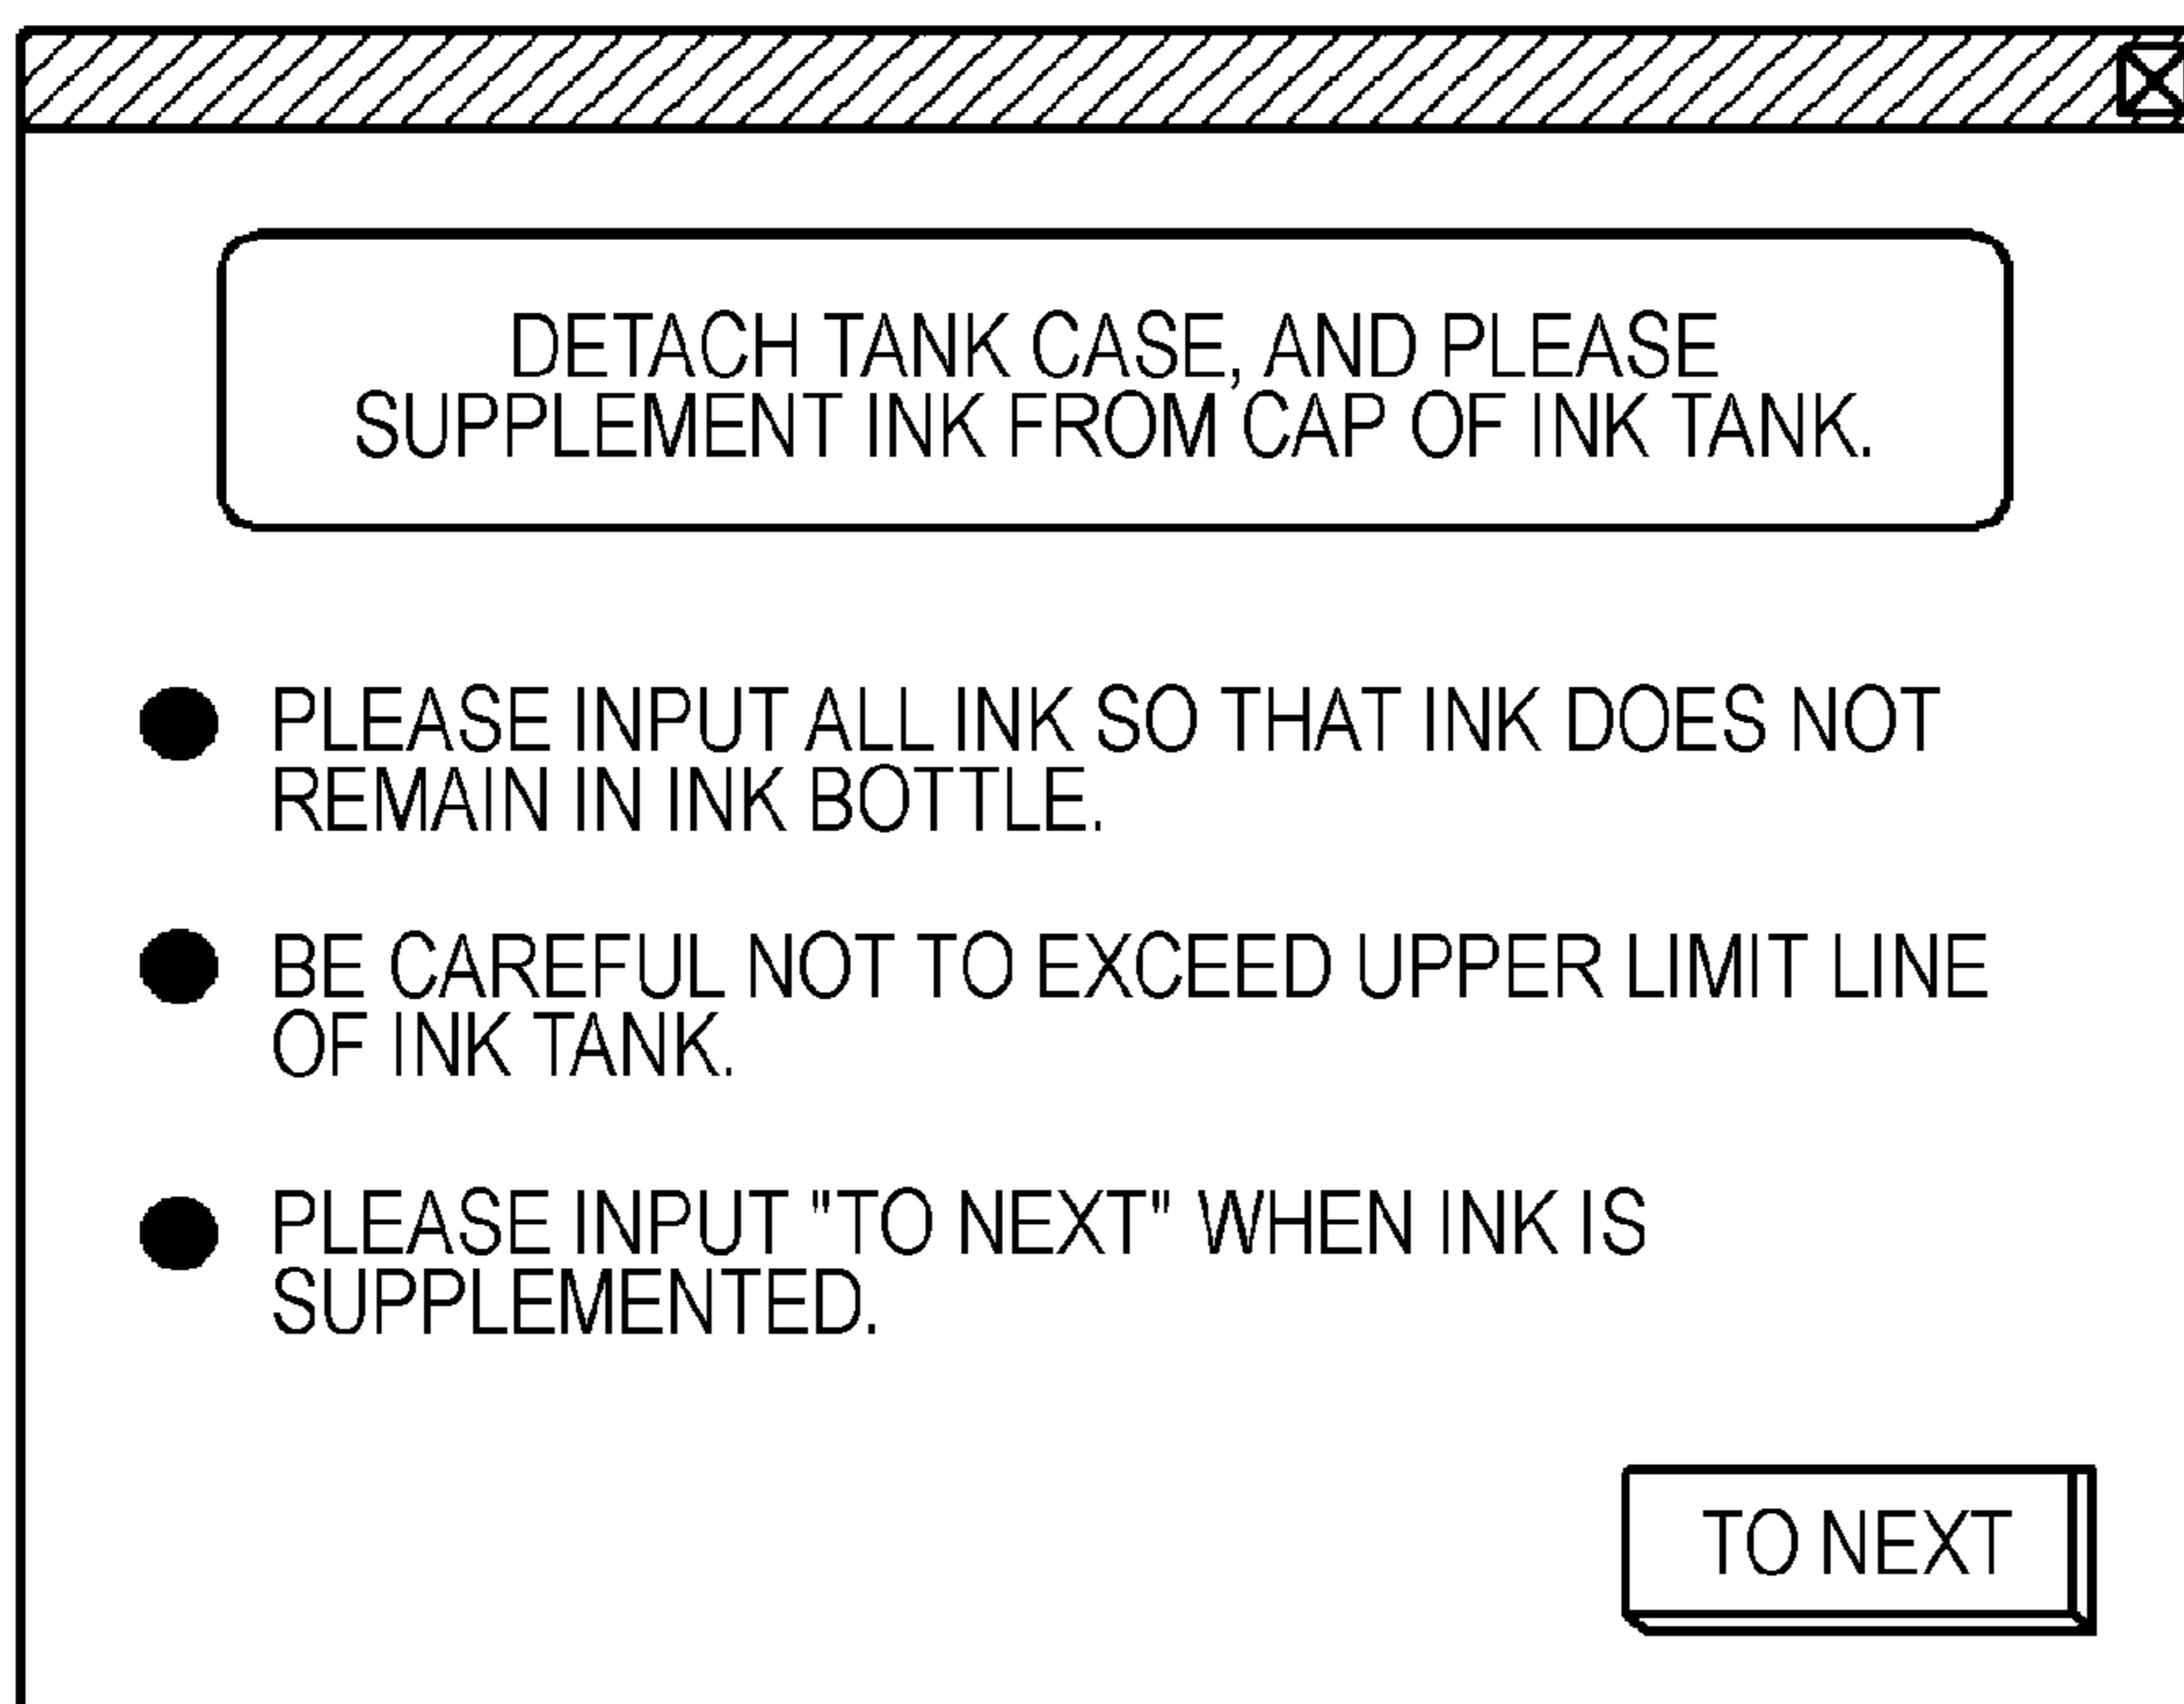 DETACH TANK CASE, AND PLEASE
SUPPLEMENT INK FROM CAP OF INK TANK.
● PLEASE INPUT ALL INK SO THAT INK DOES NOT
REMAIN IN INK BOTTLE.
● BE CAREFUL NOT TO EXCEED UPPER LIMIT LINE
OF INK TANK.
● PLEASE INPUT "TO NEXT" WHEN INK IS
SUPPLEMENTED.
TO NEXT